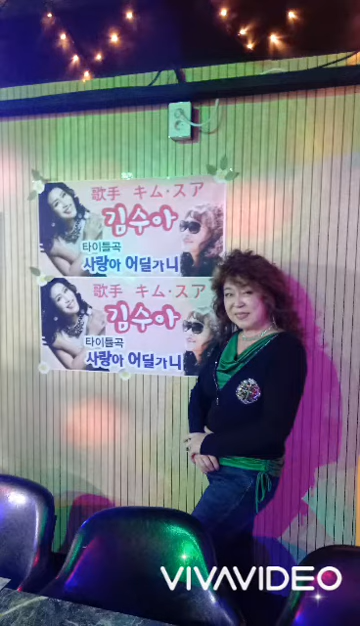 歌手 キム・スア
김수아
타이틀곡
사랑아 어딜가니
歌手 キム・スア
김수아
타이틀곡
사랑아 어딜가니
VIVAVIDEO